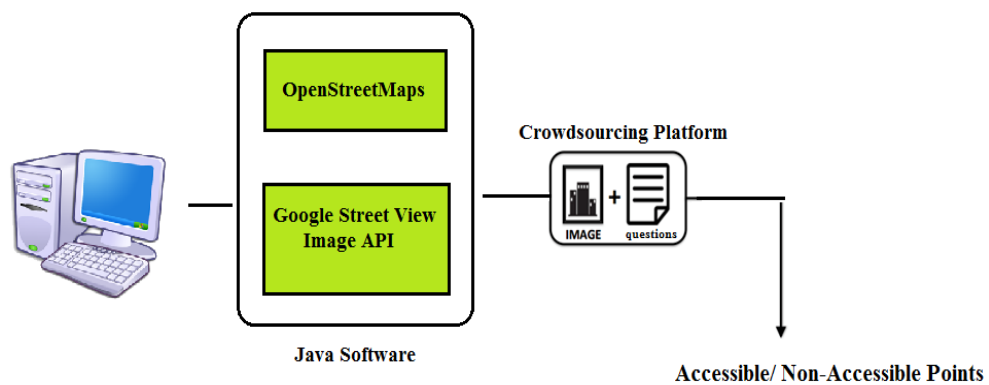 OpenStreetMaps
Google Street View
Image API
Java Software
Crowdsourcing Platform
+
IMAGE
questions
Accessible/ Non-Accessible Points